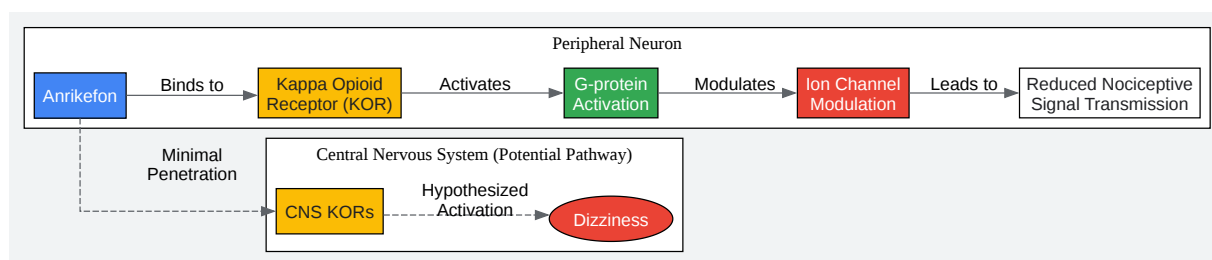 Peripheral Neuron
Anrikefon
Binds to
Kappa Opioid
Receptor (KOR)
Activates
G-protein
Activation
Modulates
Ion Channel
Modulation
Leads to
Reduced Nociceptive
Signal Transmission
Minimal
Penetration
Central Nervous System (Potential Pathway)
CNS KORs
Hypothesized
Activation
Dizziness